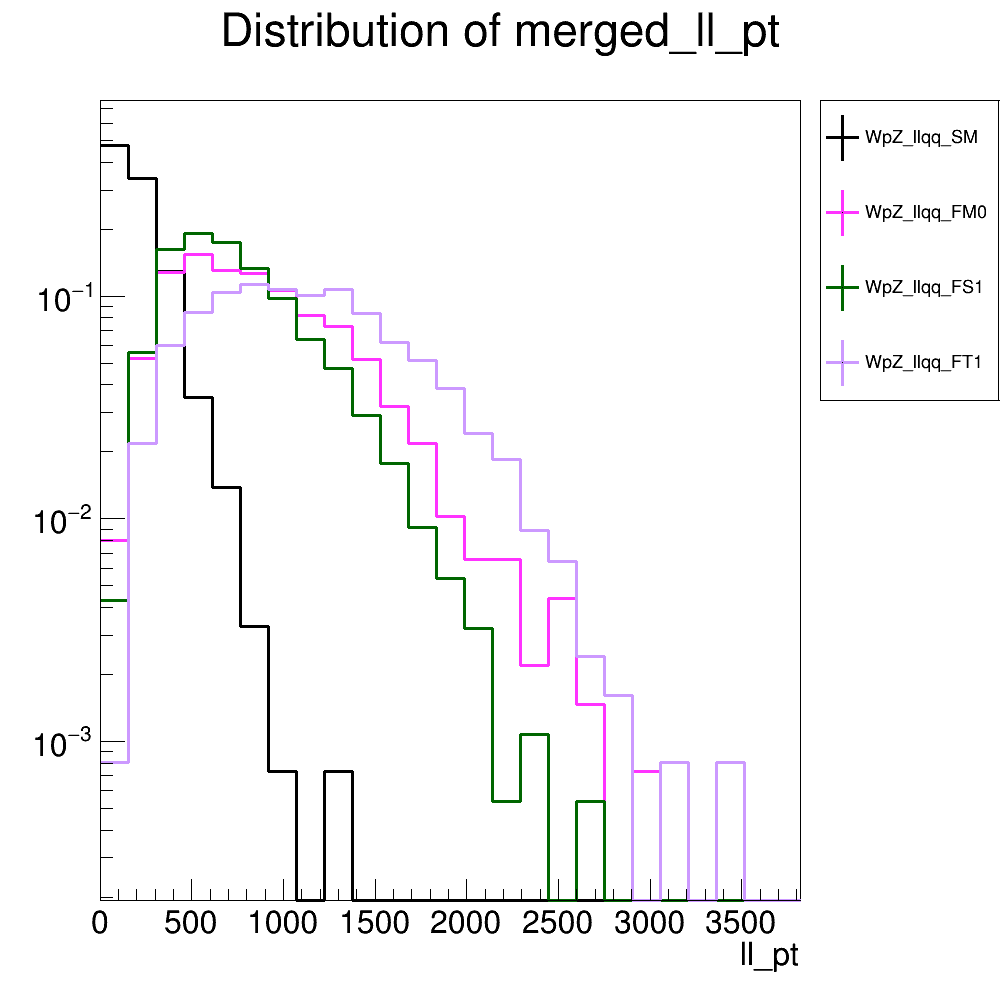 Distribution of merged_ll_pt
WpZ_llqq_SM
WpZ_llqq_FM0
WpZ_llqq_FS1
WpZ_llqq_FT1
10−1
10−2
10−3
0 500 1000 1500 2000 2500 3000 3500
ll_pt